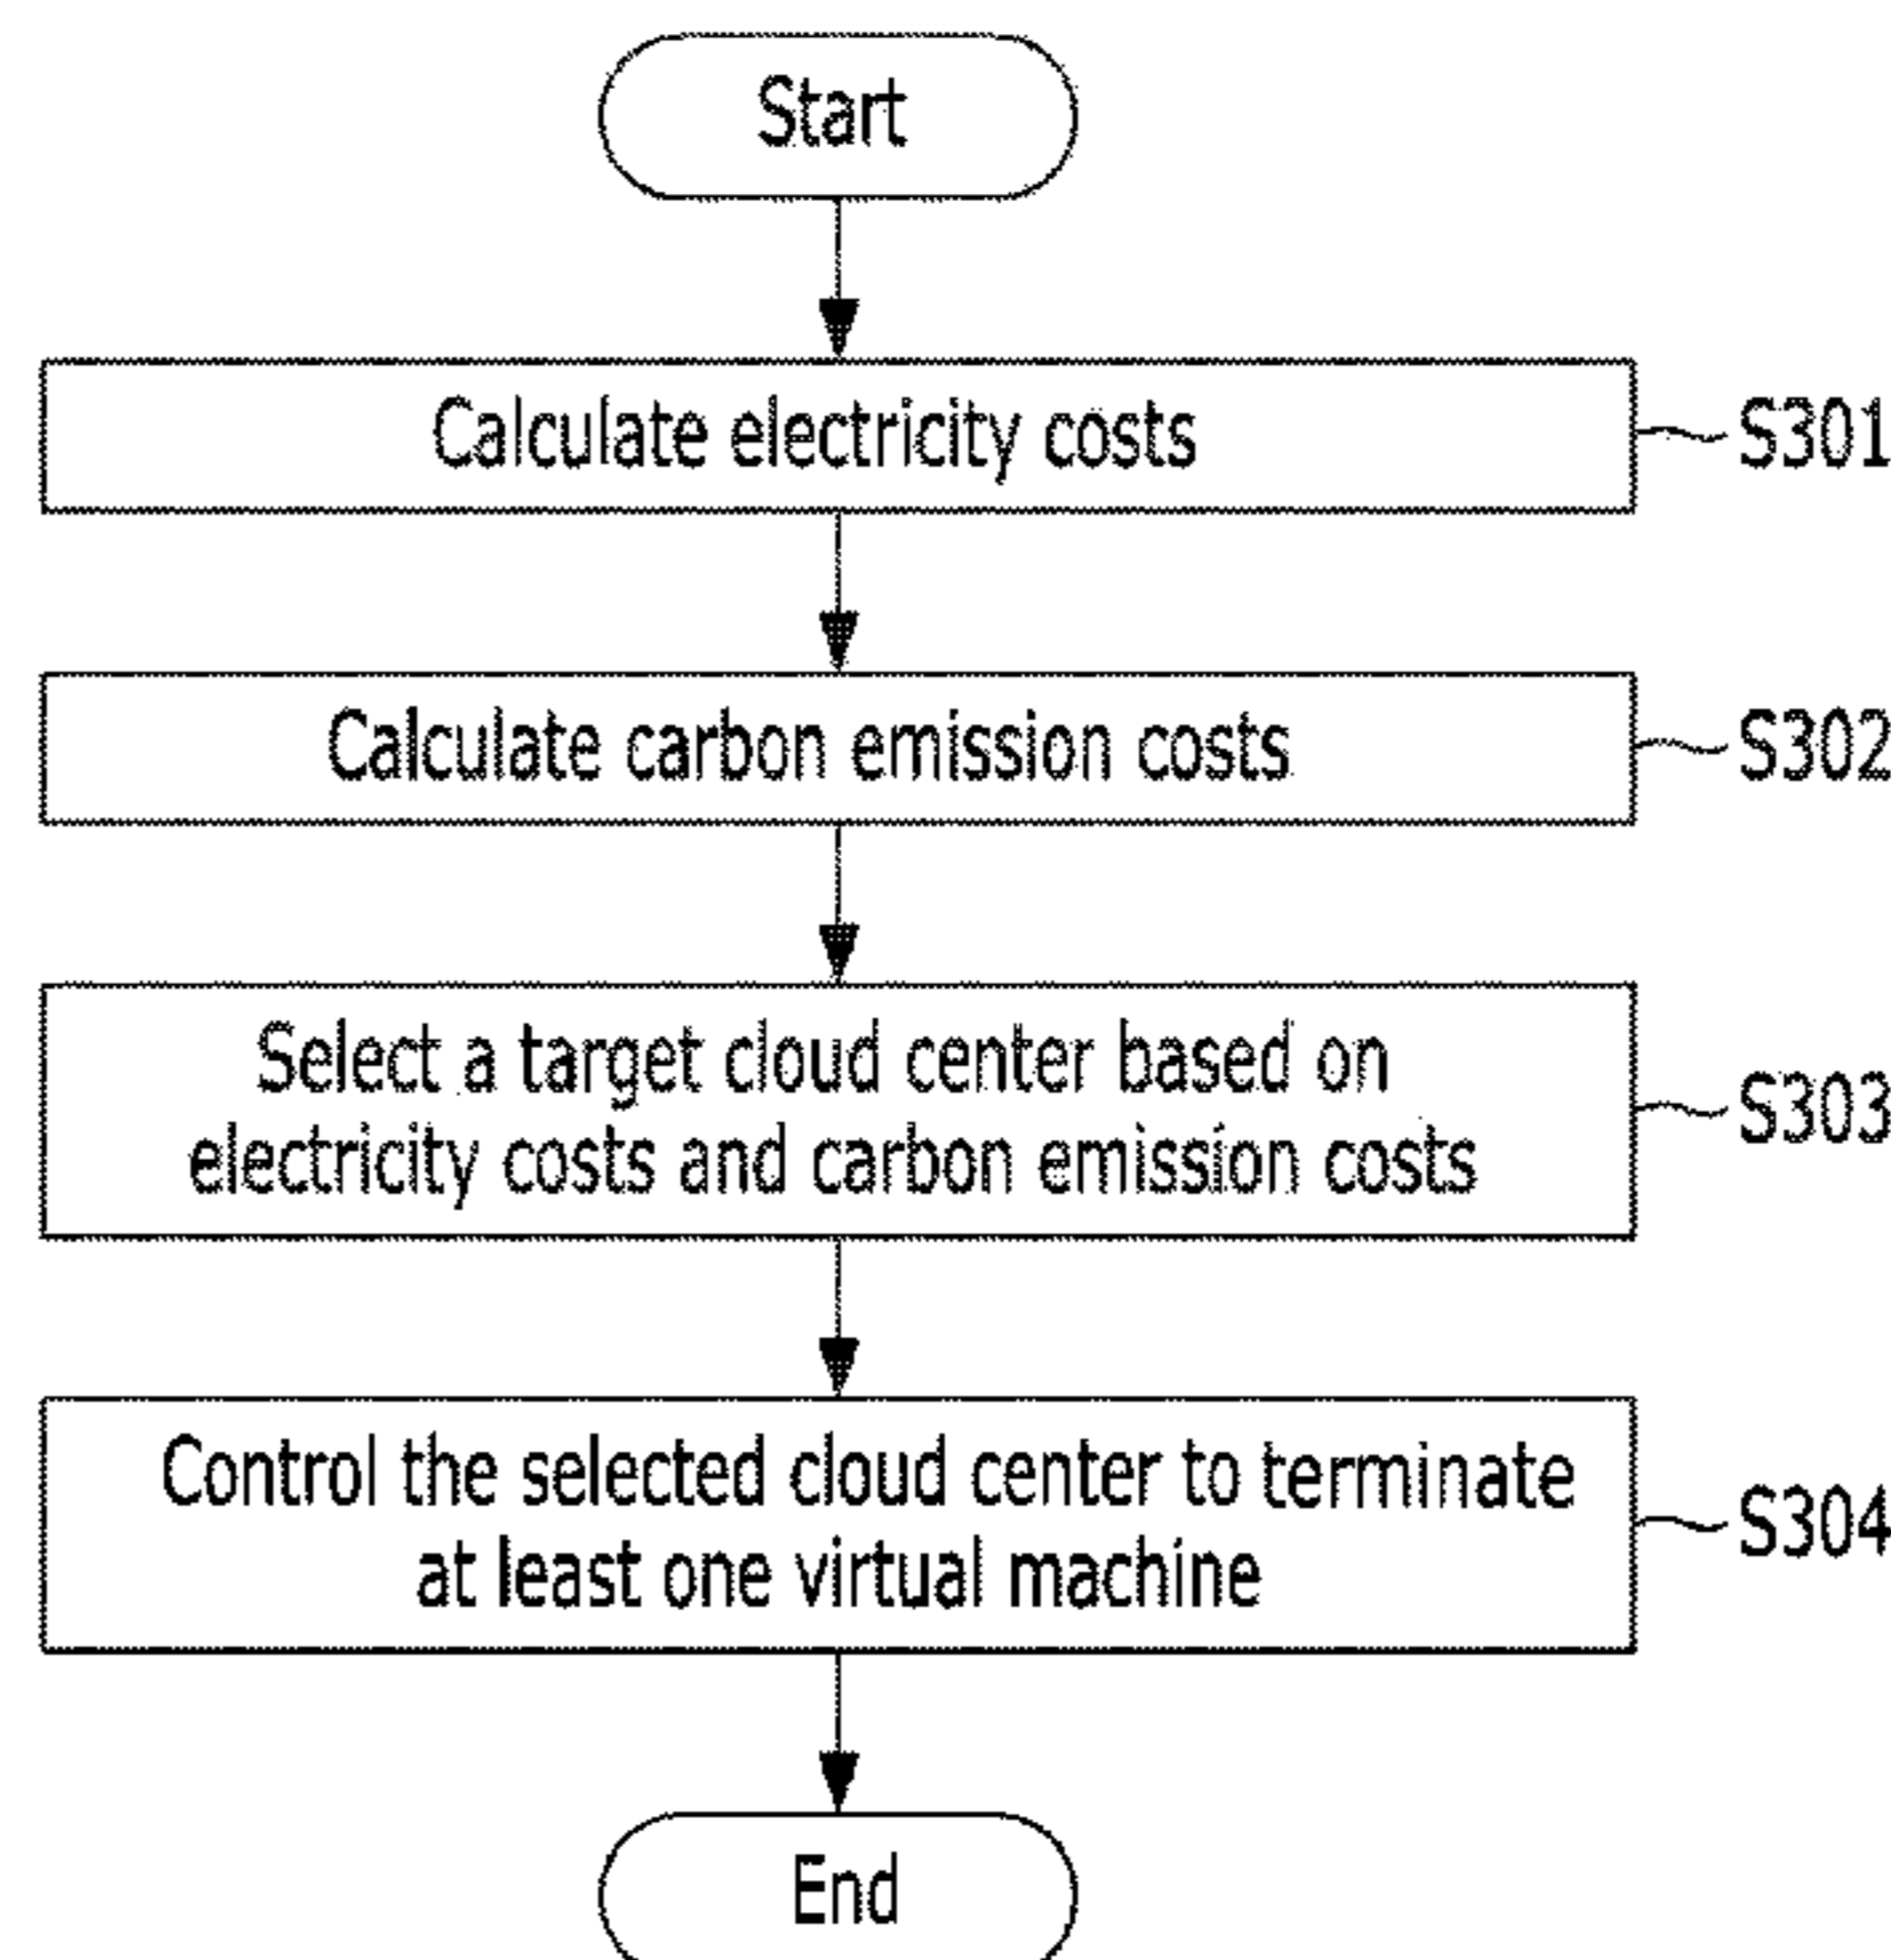 Start
Calculate electricity costs
S301
Calculate carbon emission costs
S302
Select a target cloud center based on
electricity costs and carbon emission costs
S303
Control the selected cloud center to terminate
at least one virtual machine
S304
End